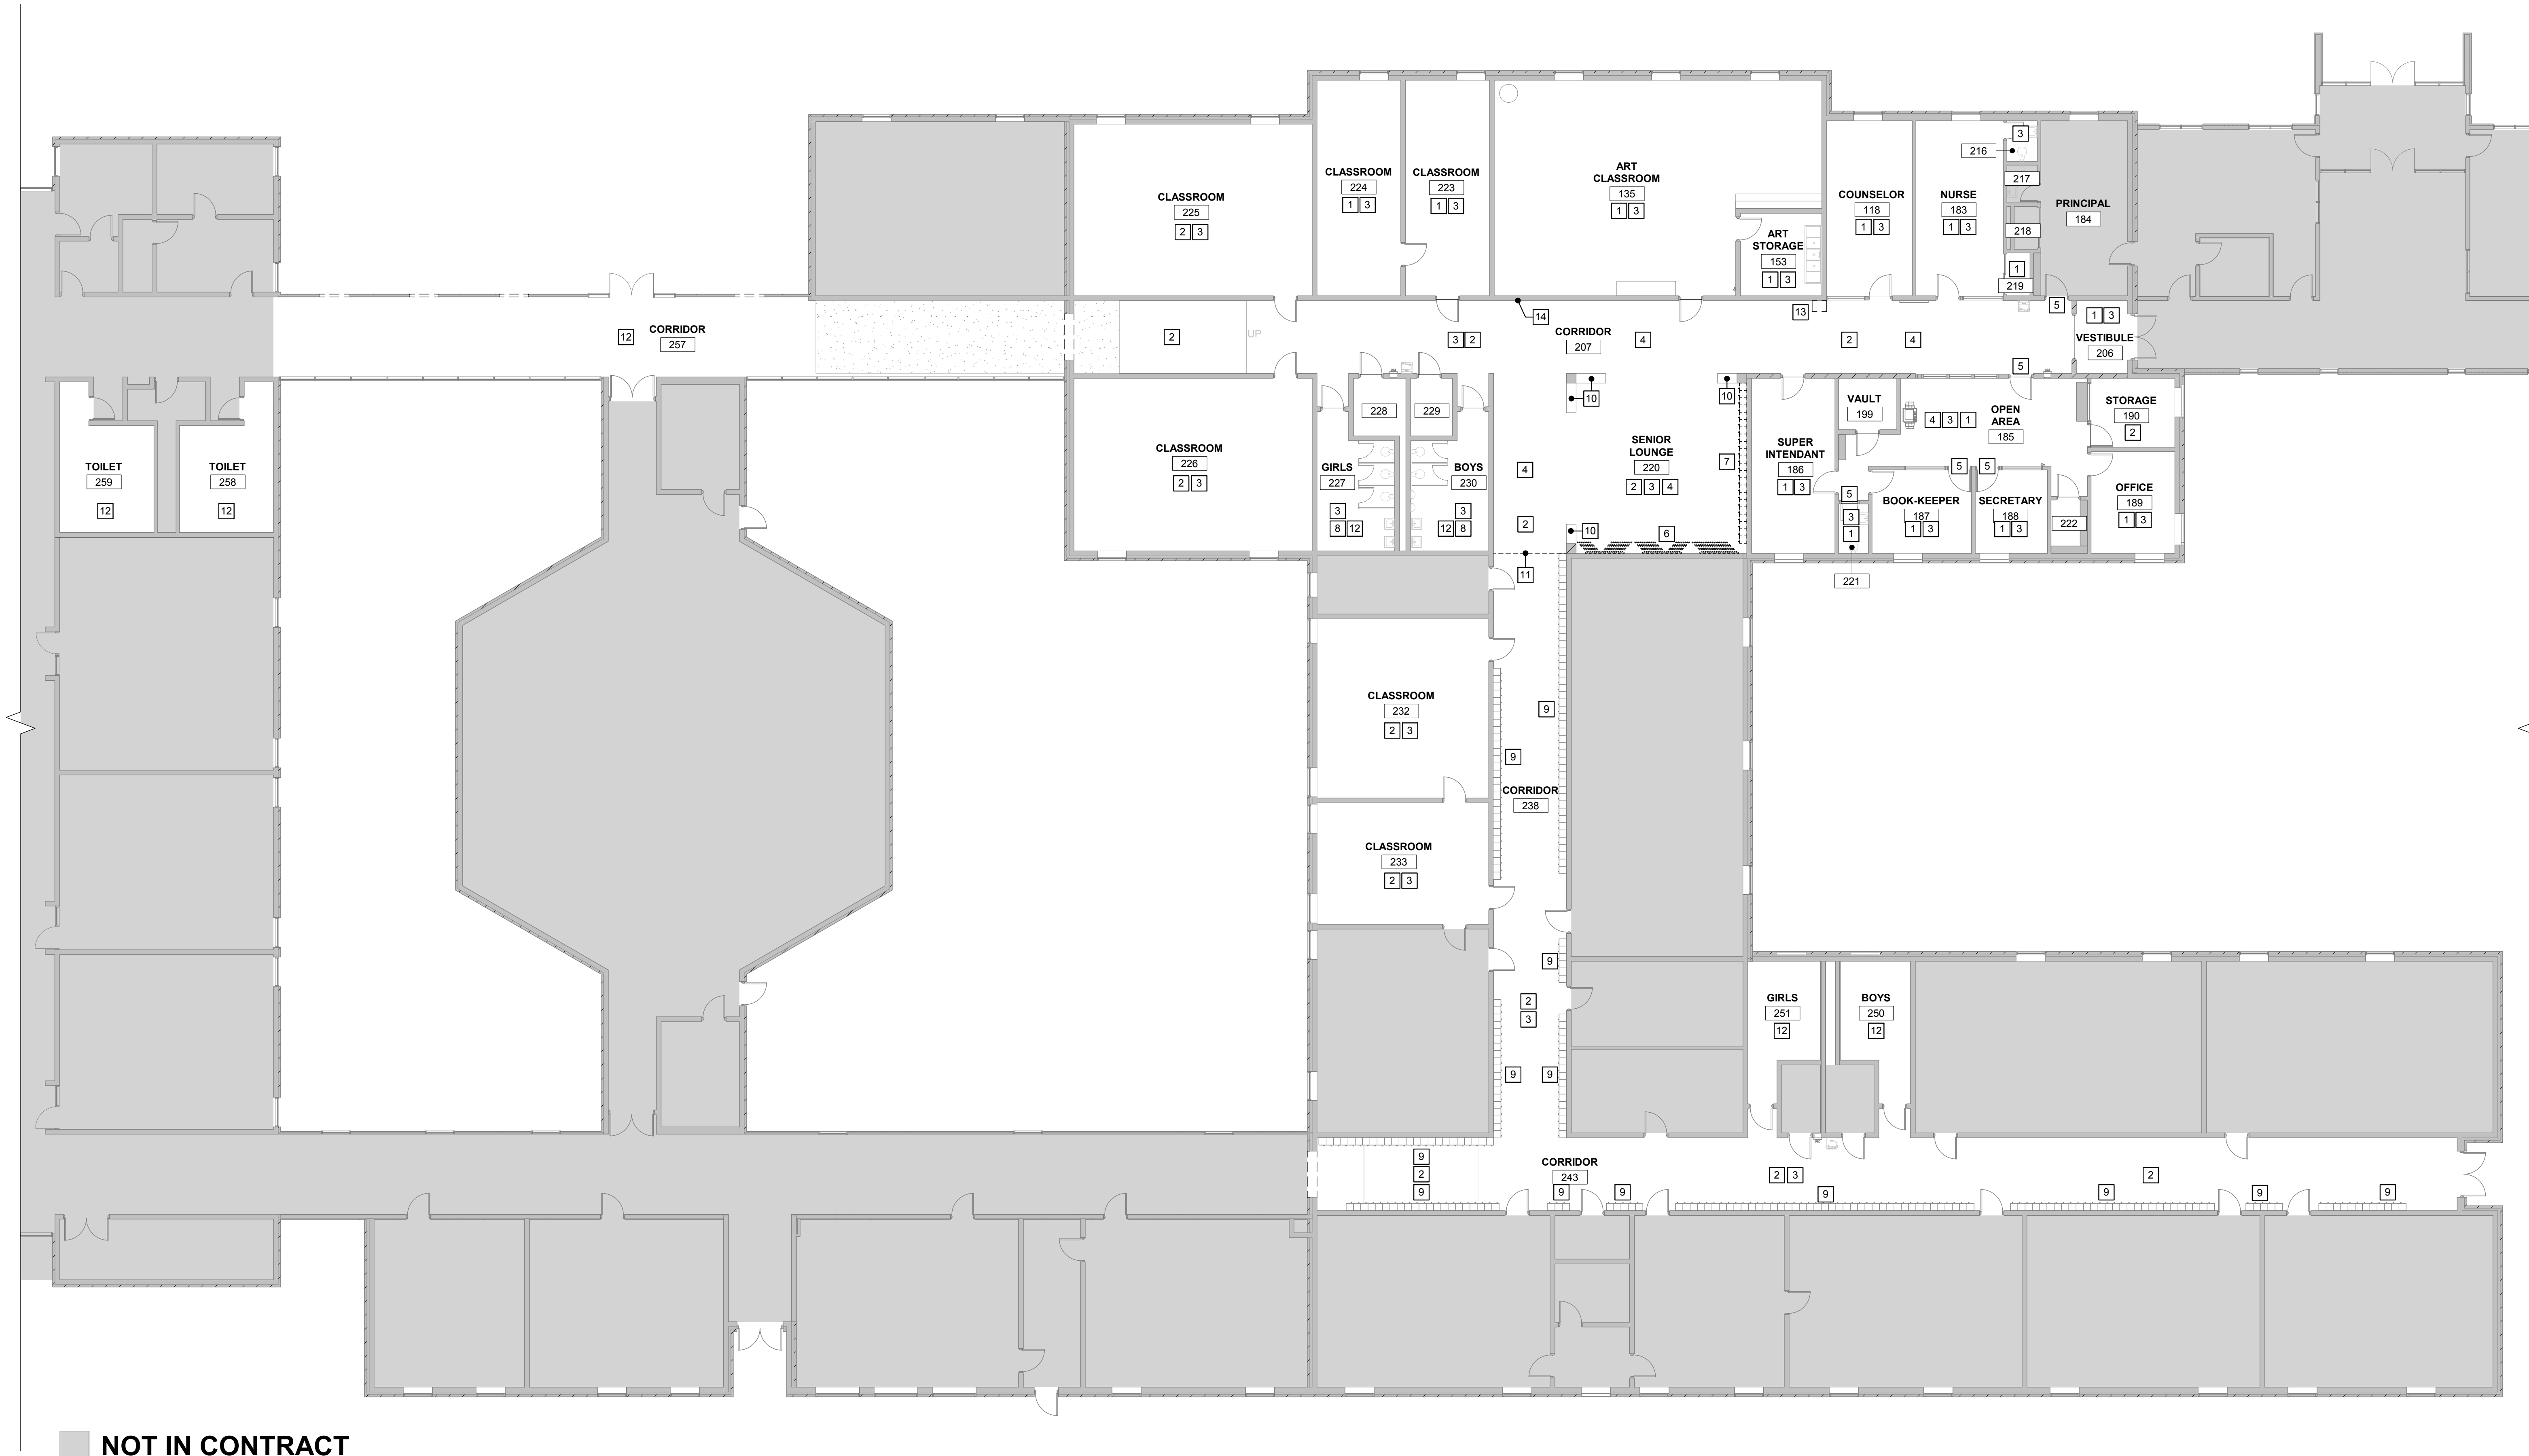 CLASSROOM
225
2 3
CLASSROOM
224
1 3
CLASSROOM
223
1 3
ART
CLASSROOM
135
1 3
ART
STORAGE
153
1 3
COUNSELOR
118
1 3
NURSE
183
1 3
3
216
217
218
1
219
PRINCIPAL
184
5
1 3
VESTIBULE
206
12
CORRIDOR
257
2
UP
3 2
14
CORRIDOR
207
4
13
2
4
5
10
10
TOILET
259
12
TOILET
258
12
CLASSROOM
226
2 3
228
229
GIRLS
227
3
8 12
BOYS
230
3
12 8
4
2
SENIOR
LOUNGE
220
2 3 4
7
10
6
11
SUPER
INTENDANT
186
1 3
VAULT
199
4 3 1
OPEN
AREA
185
STORAGE
190
2
5
5
5
3
1
221
BOOK-KEEPER
187
1 3
SECRETARY
188
1 3
222
OFFICE
189
1 3
CLASSROOM
232
2 3
9
9
CORRIDOR
238
CLASSROOM
233
2 3
9
2
3
9
9
GIRLS
251
12
BOYS
250
12
9
2
9
CORRIDOR
243
9
9
2 3
9
2
9
9
9
NOT IN CONTRACT